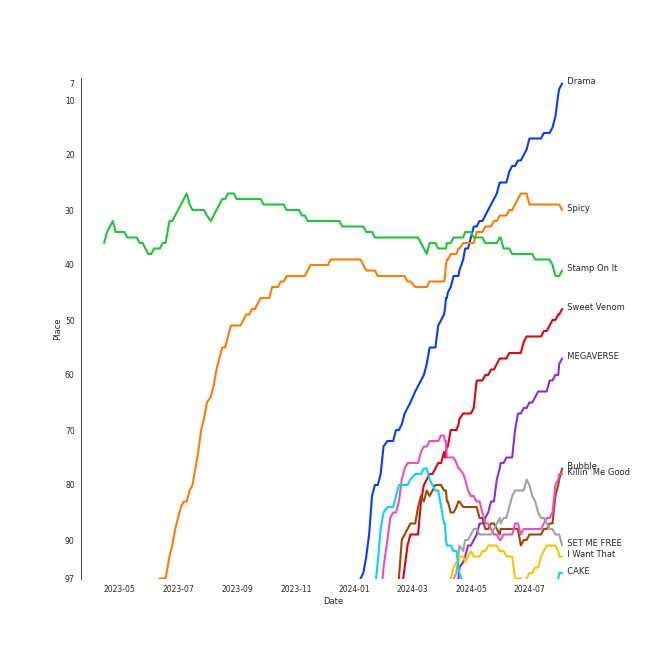 7
10
20
30
40
50
60
70
80
90
97
Place
2023-05
2023-07
2023-09
2023-11
2024-01
2024-03
2024-05
2024-07
Date
Drama
Spicy
Stamp On It
Sweet Venom
MEGAVERSE
Bubble
Killin' Me Good
SET ME FREE
I Want That
CAKE